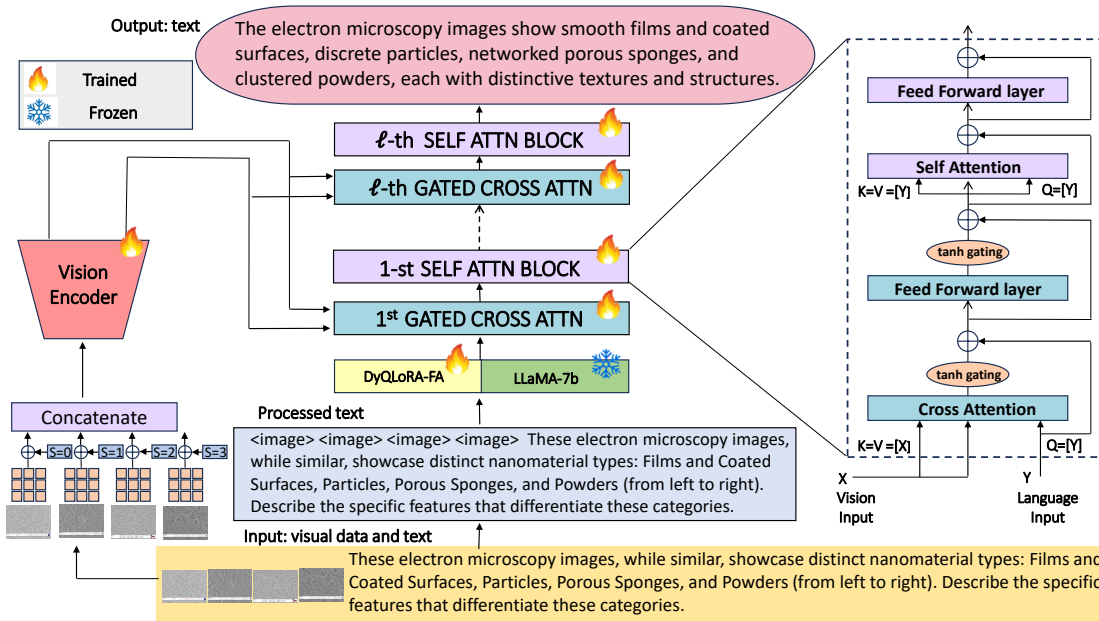 Output: text
The electron microscopy images show smooth films and coated
surfaces, discrete particles, networked porous sponges, and
clustered powders, each with distinctive textures and structures.
Trained
Frozen
ℓ-th SELF ATTN BLOCK
ℓ-th GATED CROSS ATTN
1-st SELF ATTN BLOCK
1st GATED CROSS ATTN
Vision
Encoder
DyQLoRA-FA
LLaMA-7b
Concatenate
S=0
S=1
S=2
S=3
Processed text
<image> <image> <image> <image> These electron microscopy images,
while similar, showcase distinct nanomaterial types: Films and Coated
Surfaces, Particles, Porous Sponges, and Powders (from left to right).
Describe the specific features that differentiate these categories.
Input: visual data and text
These electron microscopy images, while similar, showcase distinct nanomaterial types: Films and
Coated Surfaces, Particles, Porous Sponges, and Powders (from left to right). Describe the specific
features that differentiate these categories.
Feed Forward layer
Self Attention
K=V =[Y]
Q=[Y]
tanh gating
Feed Forward layer
tanh gating
Cross Attention
K=V=[X]
Q=[Y]
X
Vision
Input
Y
Language
Input